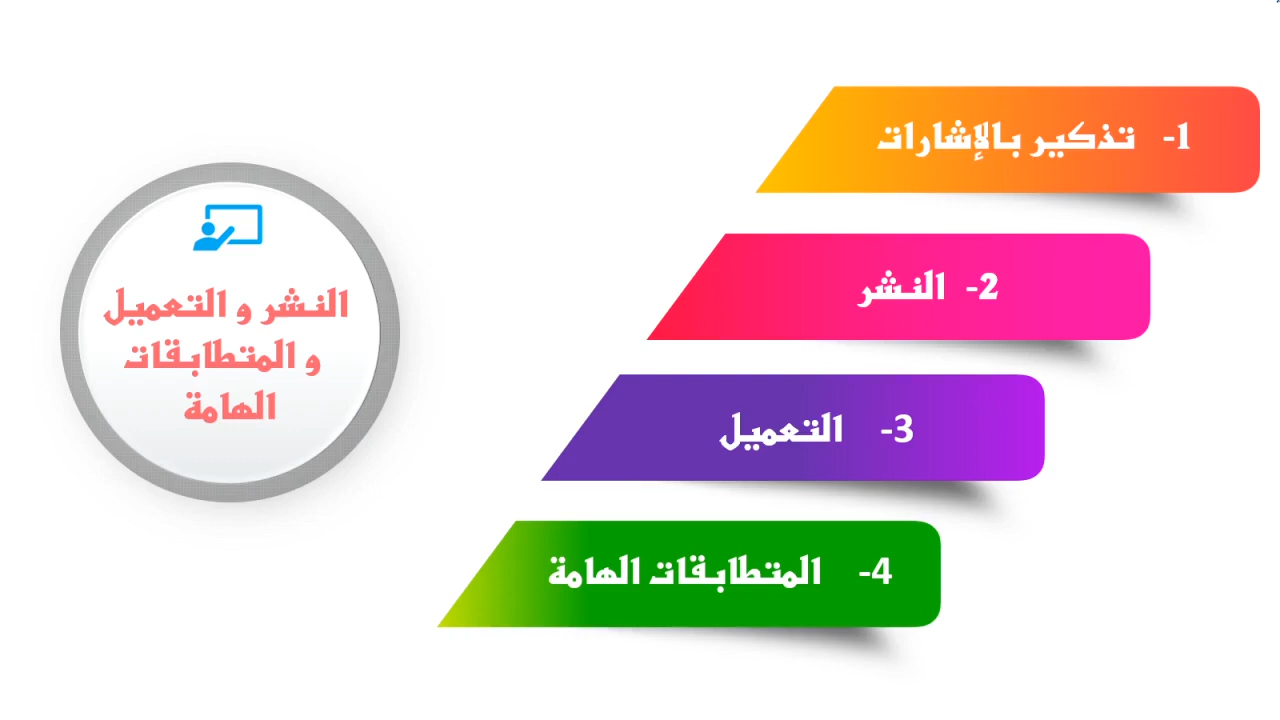 1- تذكير بالإشارات
2- النشر
3- التعميل
4- المتطابقات الهامة
النشر و التعميل
و المتطابقات
الهامة